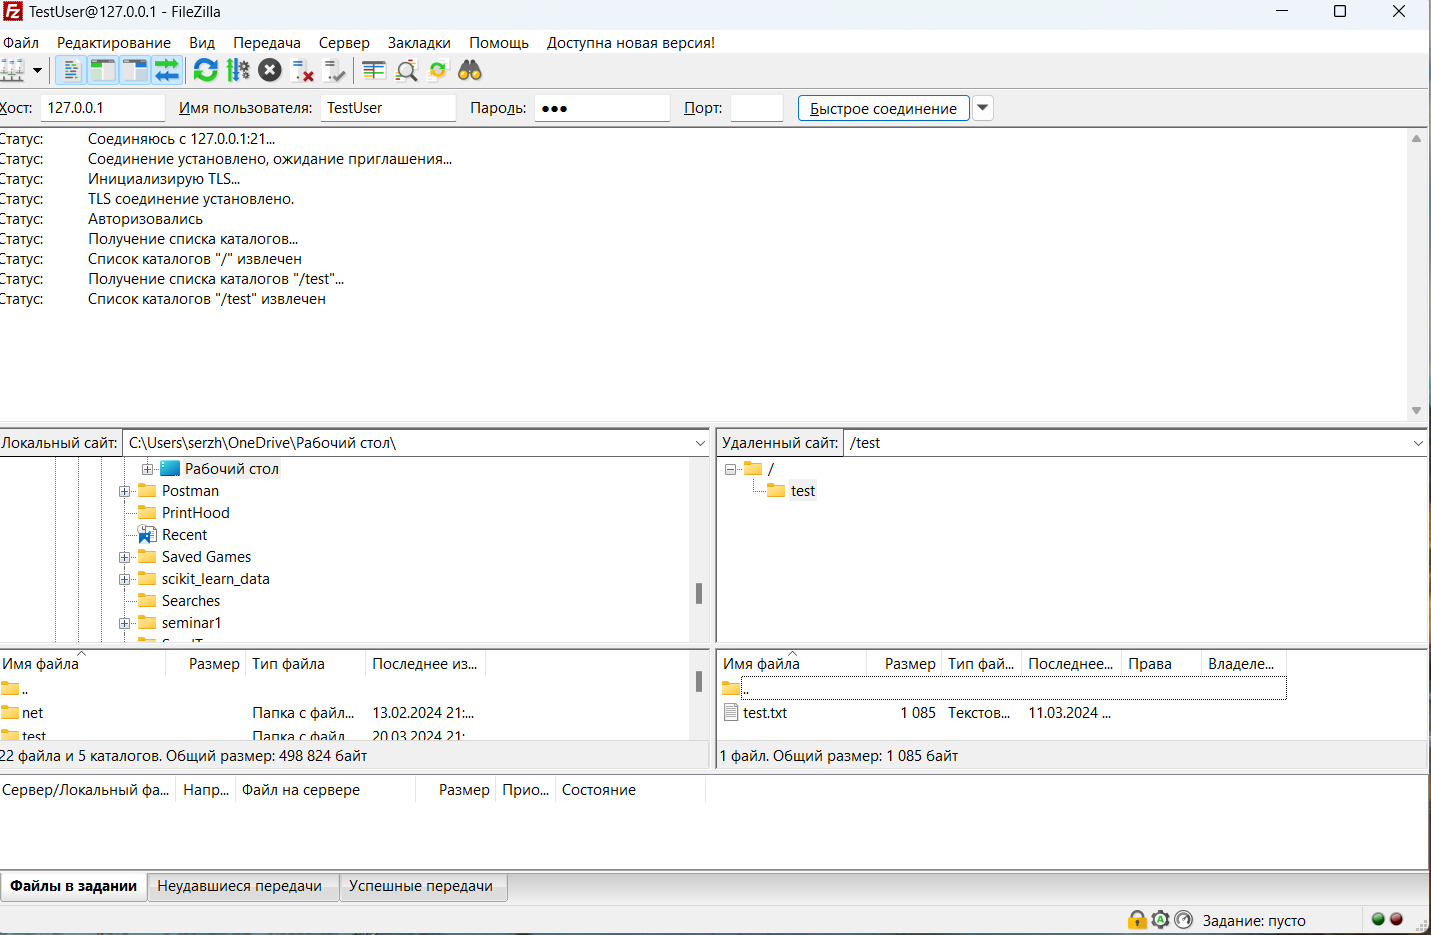 TestUser@127.0.0.1 - FileZilla
Файл Редактирование Вид Передача Сервер Закладки Помощь Доступна новая версия!
Хост: 127.0.0.1 Имя пользователя: TestUser Пароль: ●●● Порт: Быстрое соединение
Статус: Соединяюсь с 127.0.0.1:21...
Статус: Соединение установлено, ожидание приглашения...
Статус: Инициализирую TLS...
Статус: TLS соединение установлено.
Статус: Авторизовались
Статус: Получение списка каталогов...
Статус: Список каталогов "/" извлечен
Статус: Получение списка каталогов "/test"...
Статус: Список каталогов "/test" извлечен
Локальный сайт: C:\Users\serzh\OneDrive\Рабочий стол\
Рабочий стол
Postman
PrintHood
Recent
Saved Games
scikit_learn_data
Searches
seminar1
Удаленный сайт: /test
/
test
Имя файла Размер Тип файла Последнее из...
..
net Папка с файл... 13.02.2024 21:...
test Папка с файл... 20.03.2024 21:...
22 файла и 5 каталогов. Общий размер: 498 824 байт
Имя файла Размер Тип фай... Последнее... Права Владеле...
..
test.txt 1 085 Текстов... 11.03.2024 ...
1 файл. Общий размер: 1 085 байт
Сервер/Локальный фа... Напр... Файл на сервере Размер Прио... Состояние
Файлы в задании Неудавшиеся передачи Успешные передачи
Задание: пусто